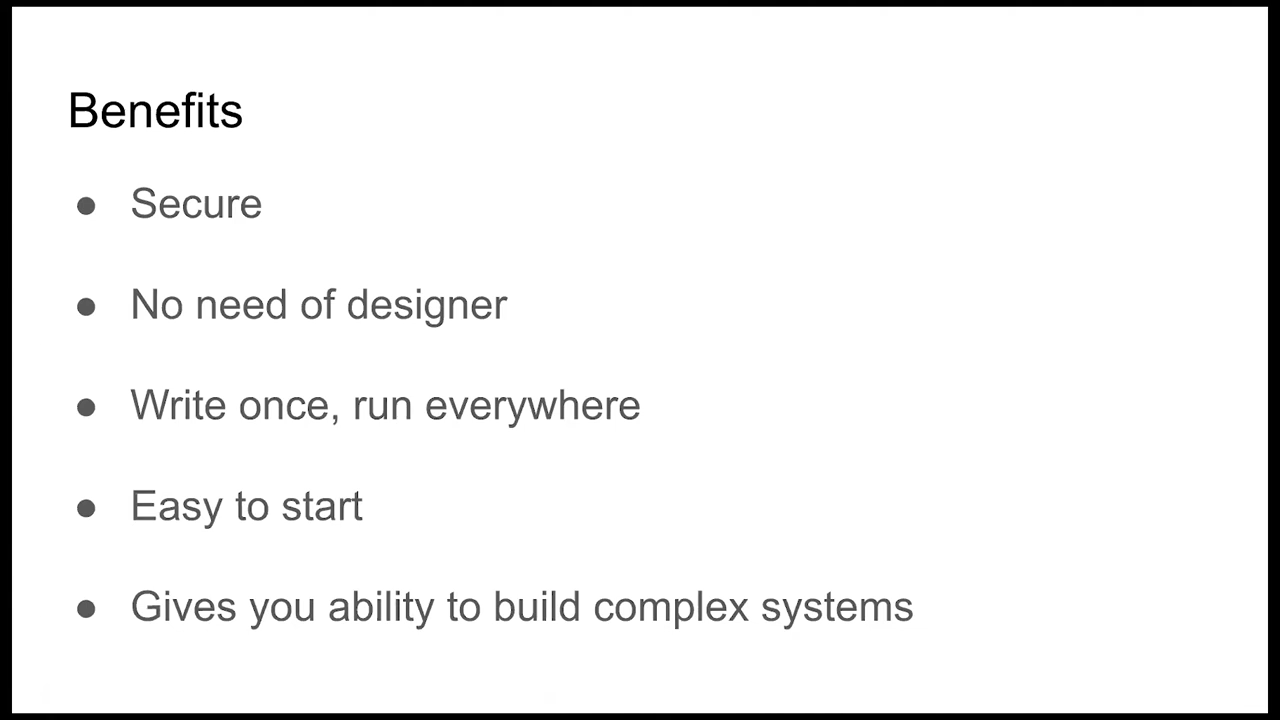 Benefits
● Secure
● No need of designer
● Write once, run everywhere
● Easy to start
● Gives you ability to build complex systems